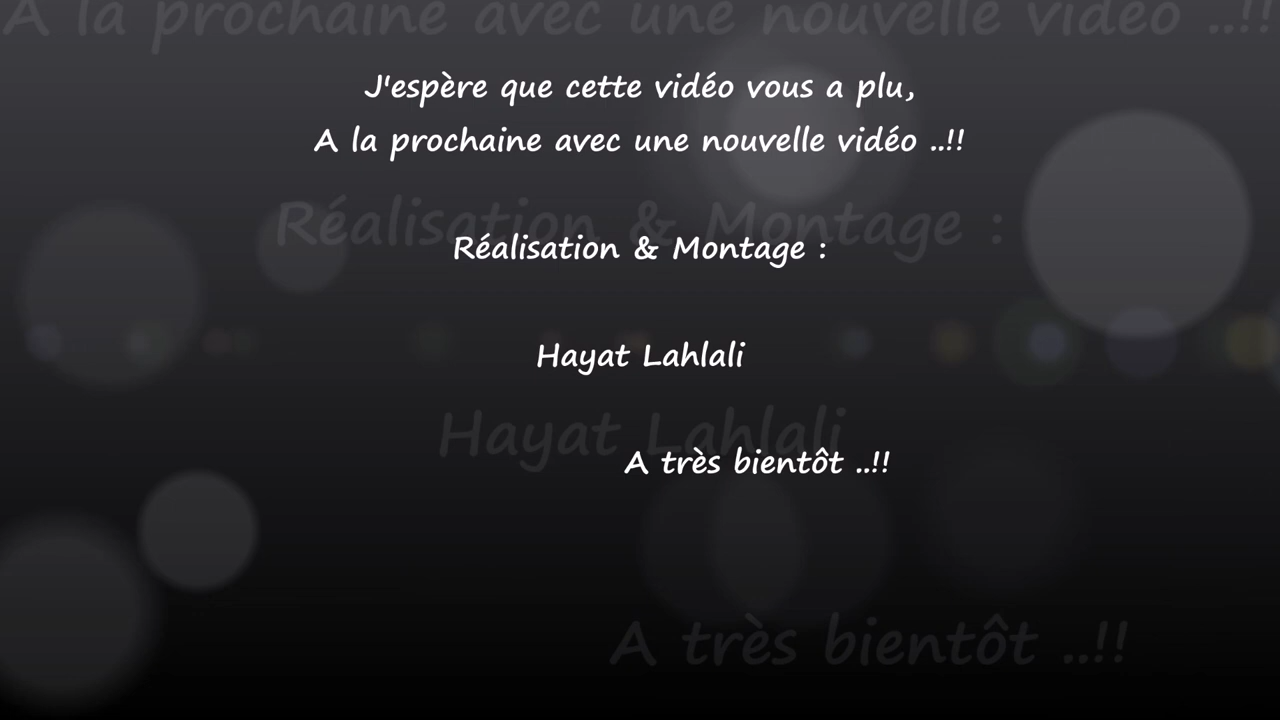 A la prochaine avec une nouvelle vidéo ..!!
J'espère que cette vidéo vous a plu,
A la prochaine avec une nouvelle vidéo ..!!
Réalisation & Montage :
Réalisation & Montage :
Hayat Lahlali
Hayat Lahlali
A très bientôt ..!!
A très bientôt ..!!